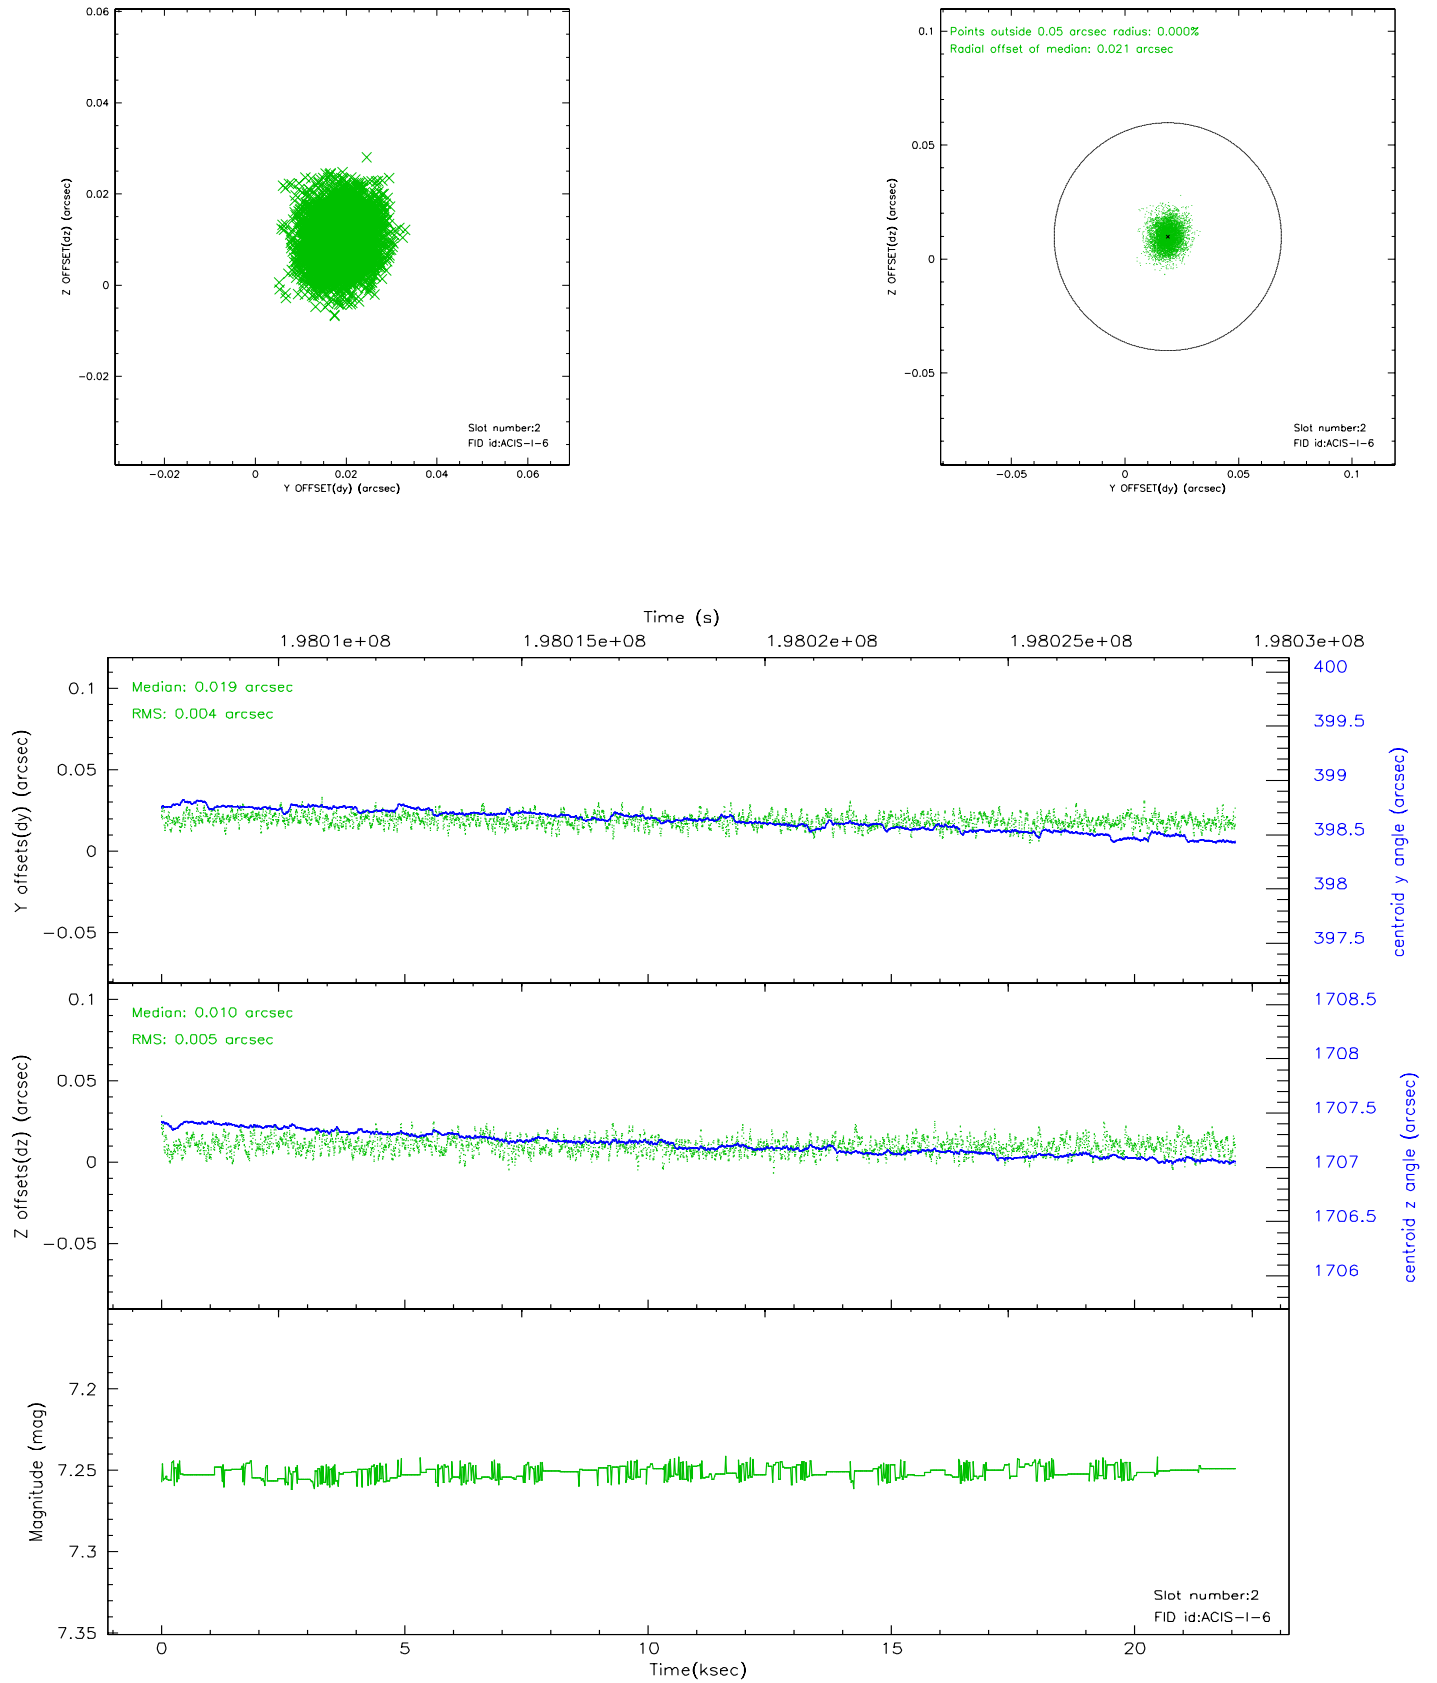 0.06
0.04
0.02
0
−0.02
Z OFFSET(dz) (arcsec)
Slot number:2
FID id:ACIS−I−6
−0.02 0 0.02 0.04 0.06
Y OFFSET(dy) (arcsec)
Points outside 0.05 arcsec radius: 0.000%
Radial offset of median: 0.021 arcsec
0.1
0.05
0
−0.05
Z OFFSET(dz) (arcsec)
Slot number:2
FID id:ACIS−I−6
−0.05 0 0.05 0.1
Y OFFSET(dy) (arcsec)
Time (s)
1.9801e+08 1.98015e+08 1.9802e+08 1.98025e+08 1.9803e+08
Median: 0.019 arcsec
RMS: 0.004 arcsec
0.1
0.05
0
−0.05
Y offsets(dy) (arcsec)
400
399.5
399
398.5
398
397.5
centroid y angle (arcsec)
Median: 0.010 arcsec
RMS: 0.005 arcsec
0.1
0.05
0
−0.05
Z offsets(dz) (arcsec)
1708.5
1708
1707.5
1707
1706.5
1706
centroid z angle (arcsec)
7.2
7.25
7.3
7.35
Magnitude (mag)
Slot number:2
FID id:ACIS−I−6
0 5 10 15 20
Time(ksec)